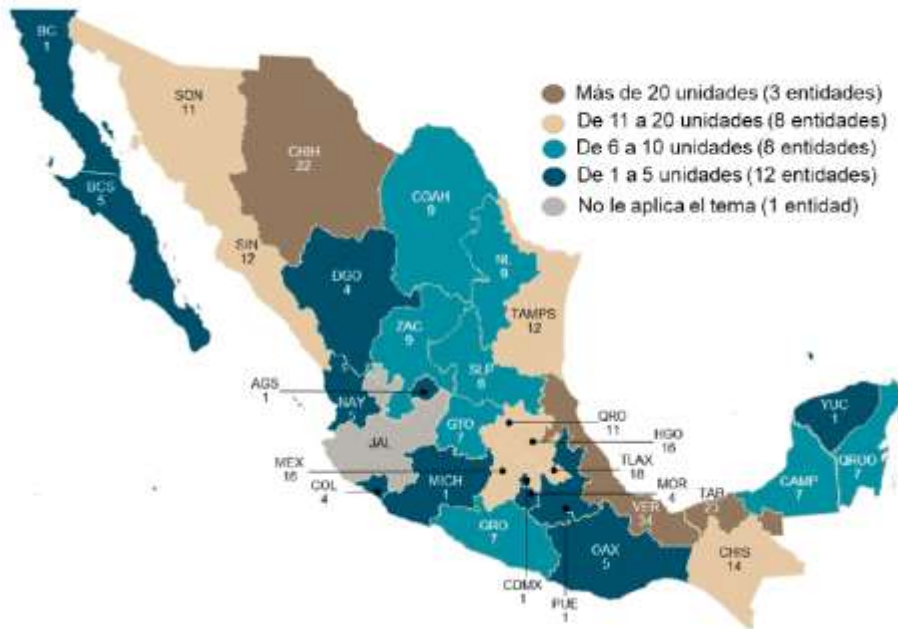 BC
1
SON
11
Más de 20 unidades (3 entidades)
De 11 a 20 unidades (8 entidades)
De 6 a 10 unidades (8 entidades)
De 1 a 5 unidades (12 entidades)
No le aplica el tema (1 entidad)
CHIH
22
BCS
5
COAH
9
SIN
12
NL
DGO
4
TAMPS
12
ZAC
9
SLP
AGS
1
NAY
QRO
11
YUC
1
GTO
7
HGO
16
JAL
MEX
16
TLAX
18
QROO
7
COL
4
MICH
1
MOR
4
TAB
CAMP
7
VER
GRO
7
OAX
5
CHIS
14
CDMX
1
PUE
1